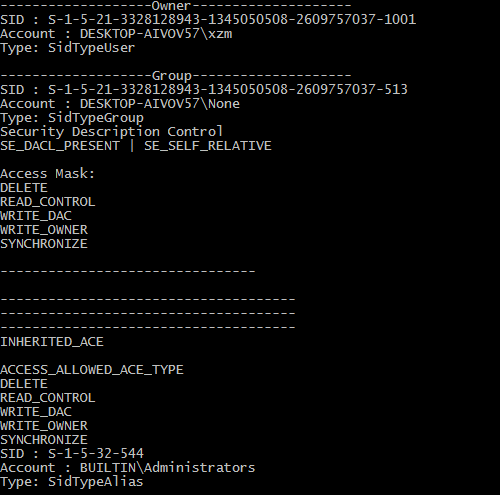 -------------------Owner--------------------
SID : S-1-5-21-3328128943-1345050508-2609757037-1001
Account : DESKTOP-AIVOV57\xzm
Type: SidTypeUser
-------------------Group--------------------
SID : S-1-5-21-3328128943-1345050508-2609757037-513
Account : DESKTOP-AIVOV57\None
Type: SidTypeGroup
Security Description Control
SE_DACL_PRESENT | SE_SELF_RELATIVE
Access Mask:
DELETE
READ_CONTROL
WRITE_DAC
WRITE_OWNER
SYNCHRONIZE
--------------------------------
-------------------------------------
-------------------------------------
-------------------------------------
INHERITED_ACE
ACCESS_ALLOWED_ACE_TYPE
DELETE
READ_CONTROL
WRITE_DAC
WRITE_OWNER
SYNCHRONIZE
SID : S-1-5-32-544
Account : BUILTIN\Administrators
Type: SidTypeAlias